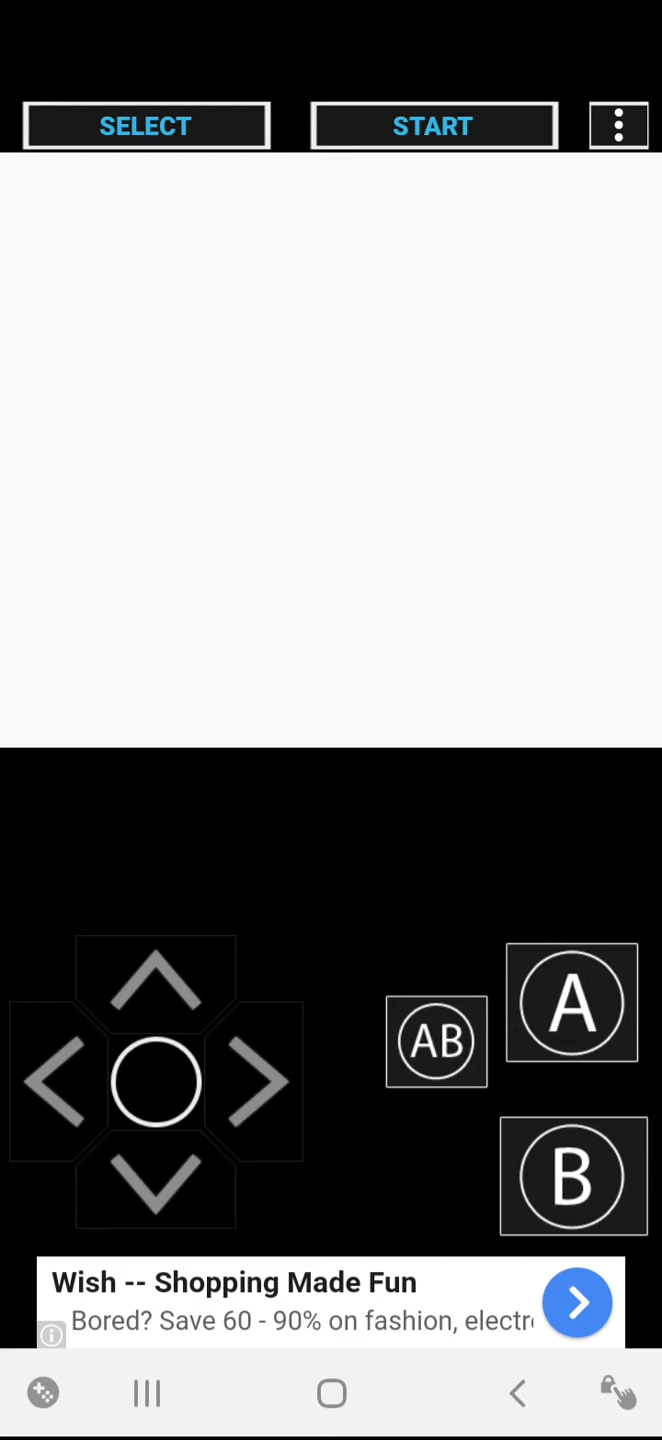 SELECT START
AB
A
B
Wish -- Shopping Made Fun
Bored? Save 60 - 90% on fashion, electr